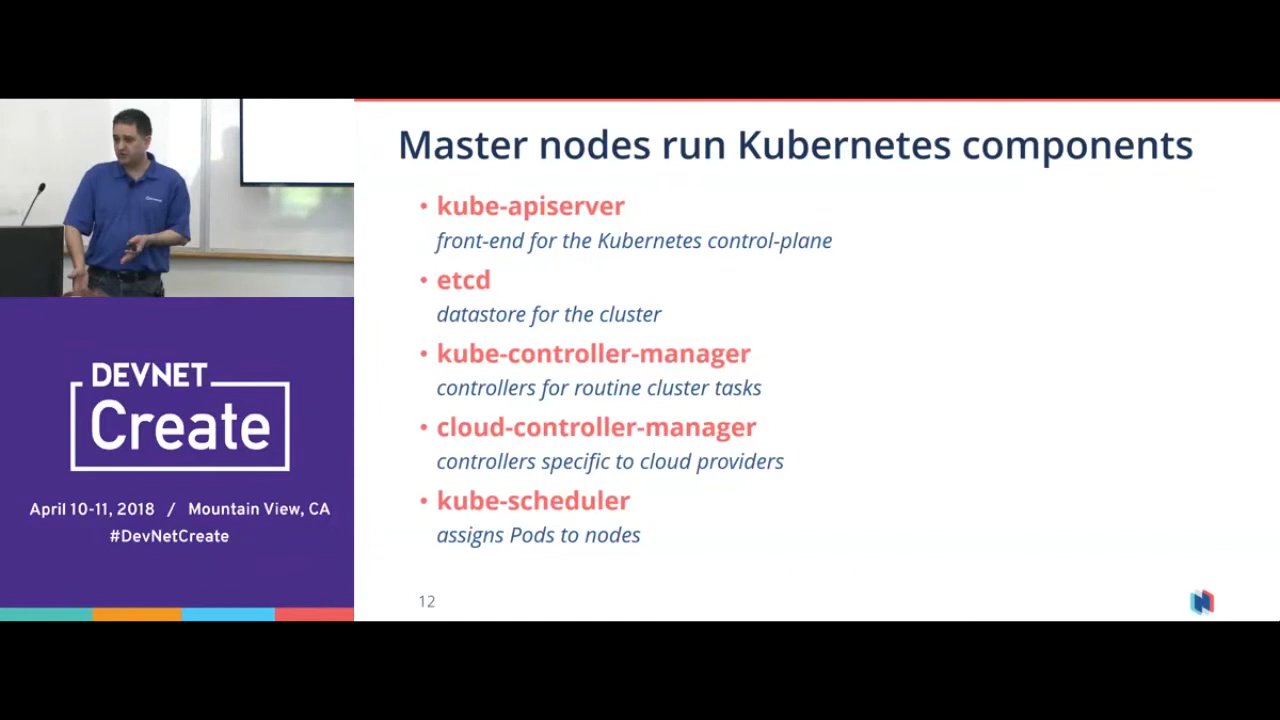 Master nodes run Kubernetes components
• kube-apiserver
front-end for the Kubernetes control-plane
• etcd
datastore for the cluster
• kube-controller-manager
controllers for routine cluster tasks
• cloud-controller-manager
controllers specific to cloud providers
• kube-scheduler
assigns Pods to nodes
12
DEVNET
Create
April 10-11, 2018 / Mountain View, CA
#DevNetCreate